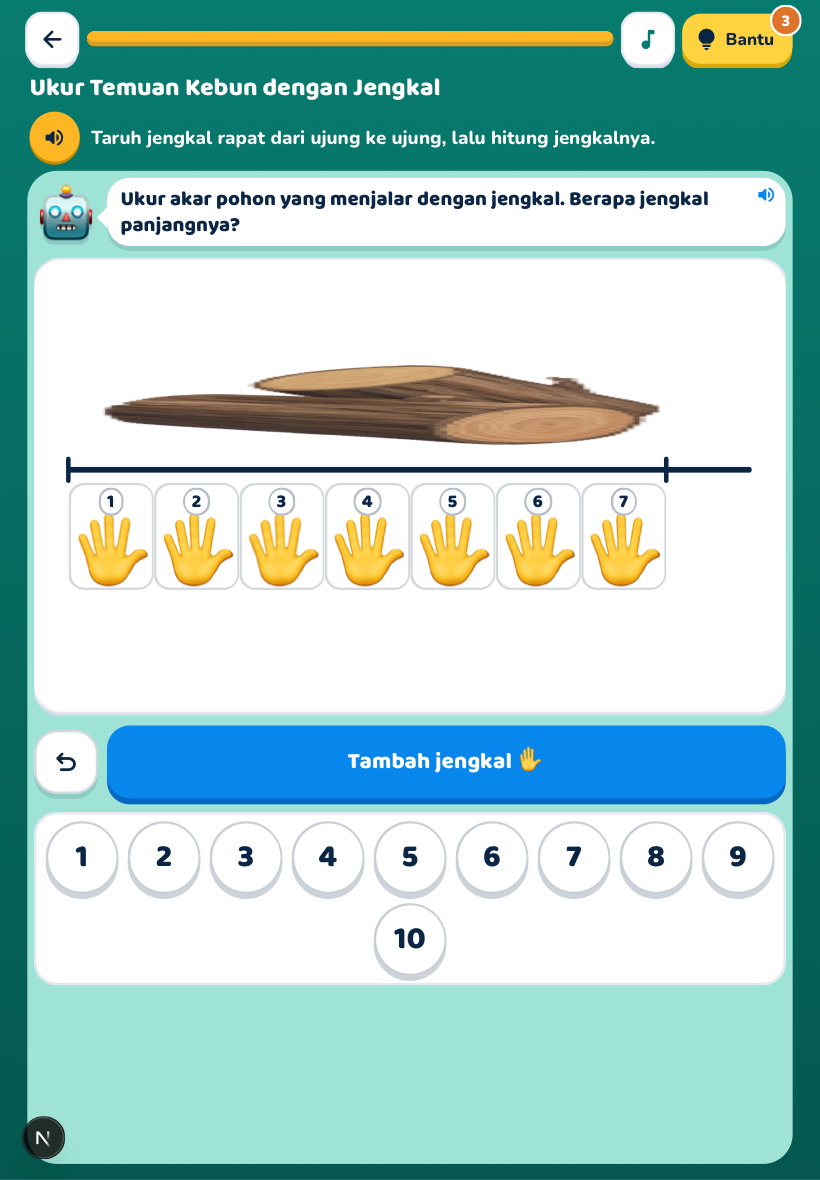 3
Bantu
Ukur Temuan Kebun dengan Jengkal
Taruh jengkal rapat dari ujung ke ujung, lalu hitung jengkalnya.
Ukur akar pohon yang menjalar dengan jengkal. Berapa jengkal
panjangnya?
1 2 3 4 5 6 7
Tambah jengkal
1 2 3 4 5 6 7 8 9
10
N